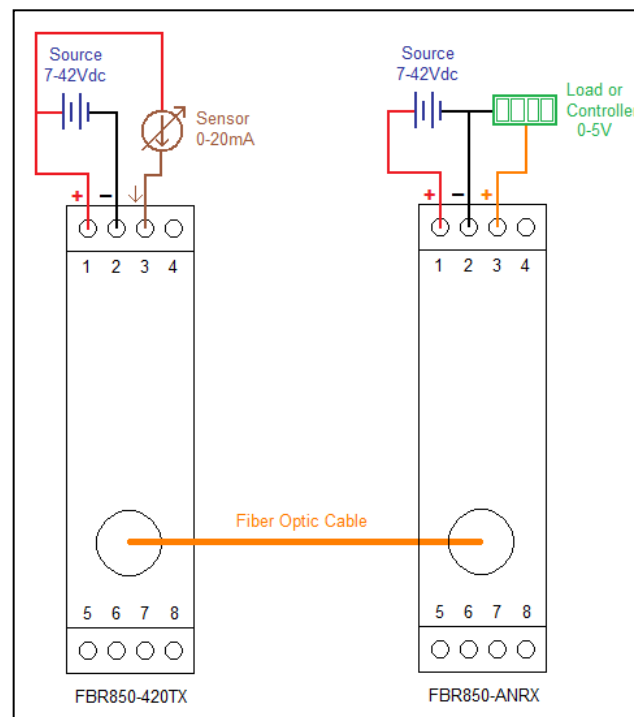 Source
7-42Vdc
Sensor
0-20mA
+ − ↓
1 2 3 4
Source
7-42Vdc
Load or
Controller
0-5V
+ − +
1 2 3 4
Fiber Optic Cable
5 6 7 8
5 6 7 8
FBR850-420TX
FBR850-ANRX